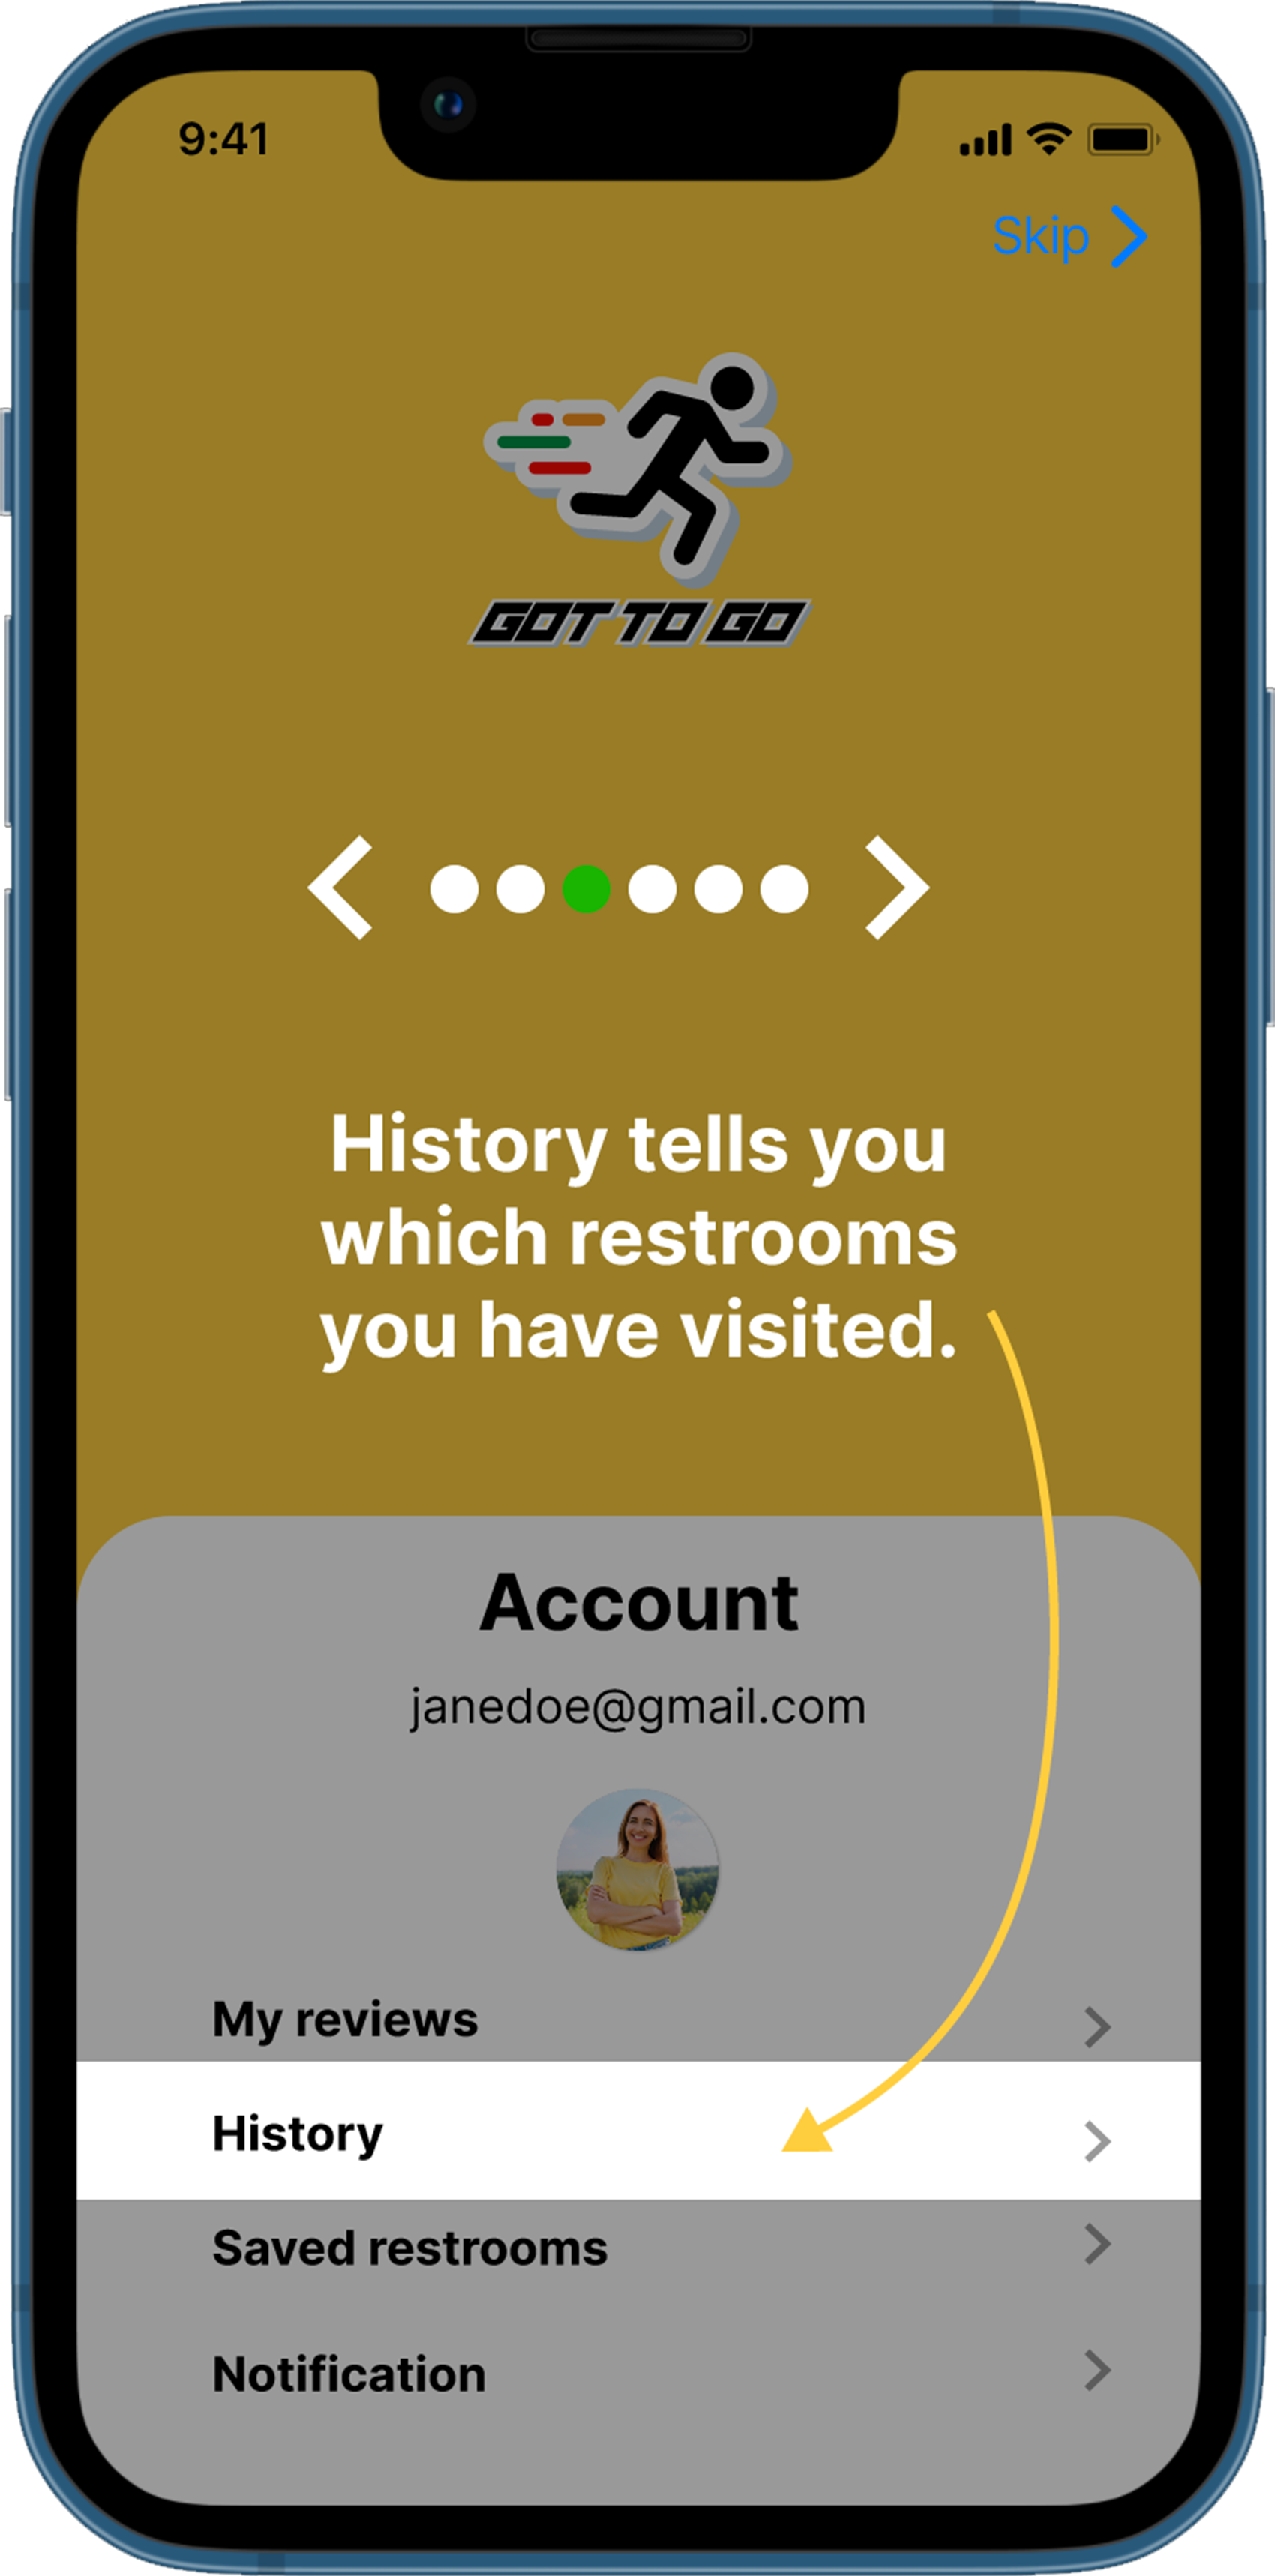 9:41
Skip
GOT TO GO
History tells you
which restrooms
you have visited.
Account
janedoe@gmail.com
My reviews
History
Saved restrooms
Notification